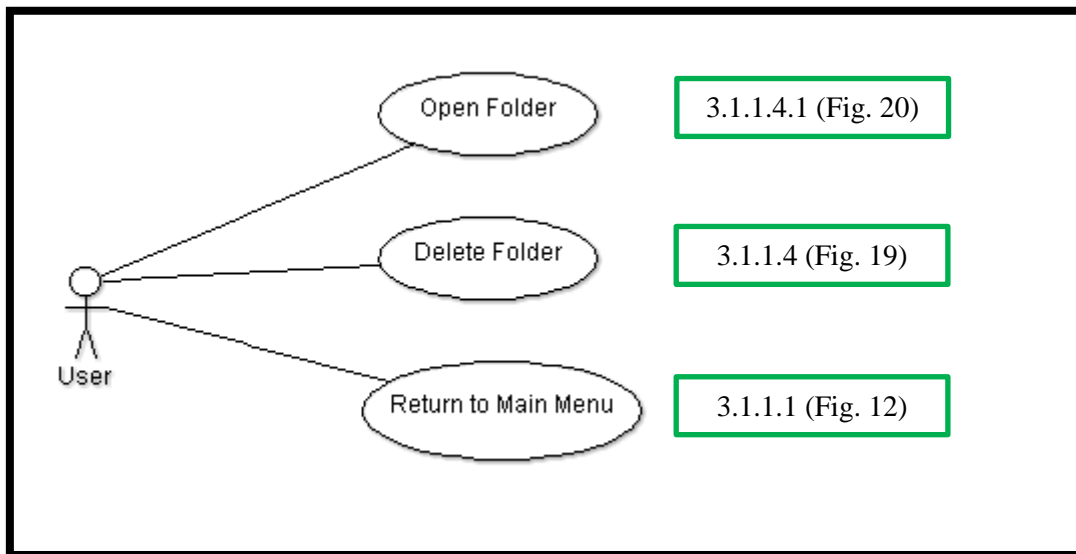 Open Folder
3.1.1.4.1 (Fig. 20)
Delete Folder
3.1.1.4 (Fig. 19)
User
Return to Main Menu
3.1.1.1 (Fig. 12)